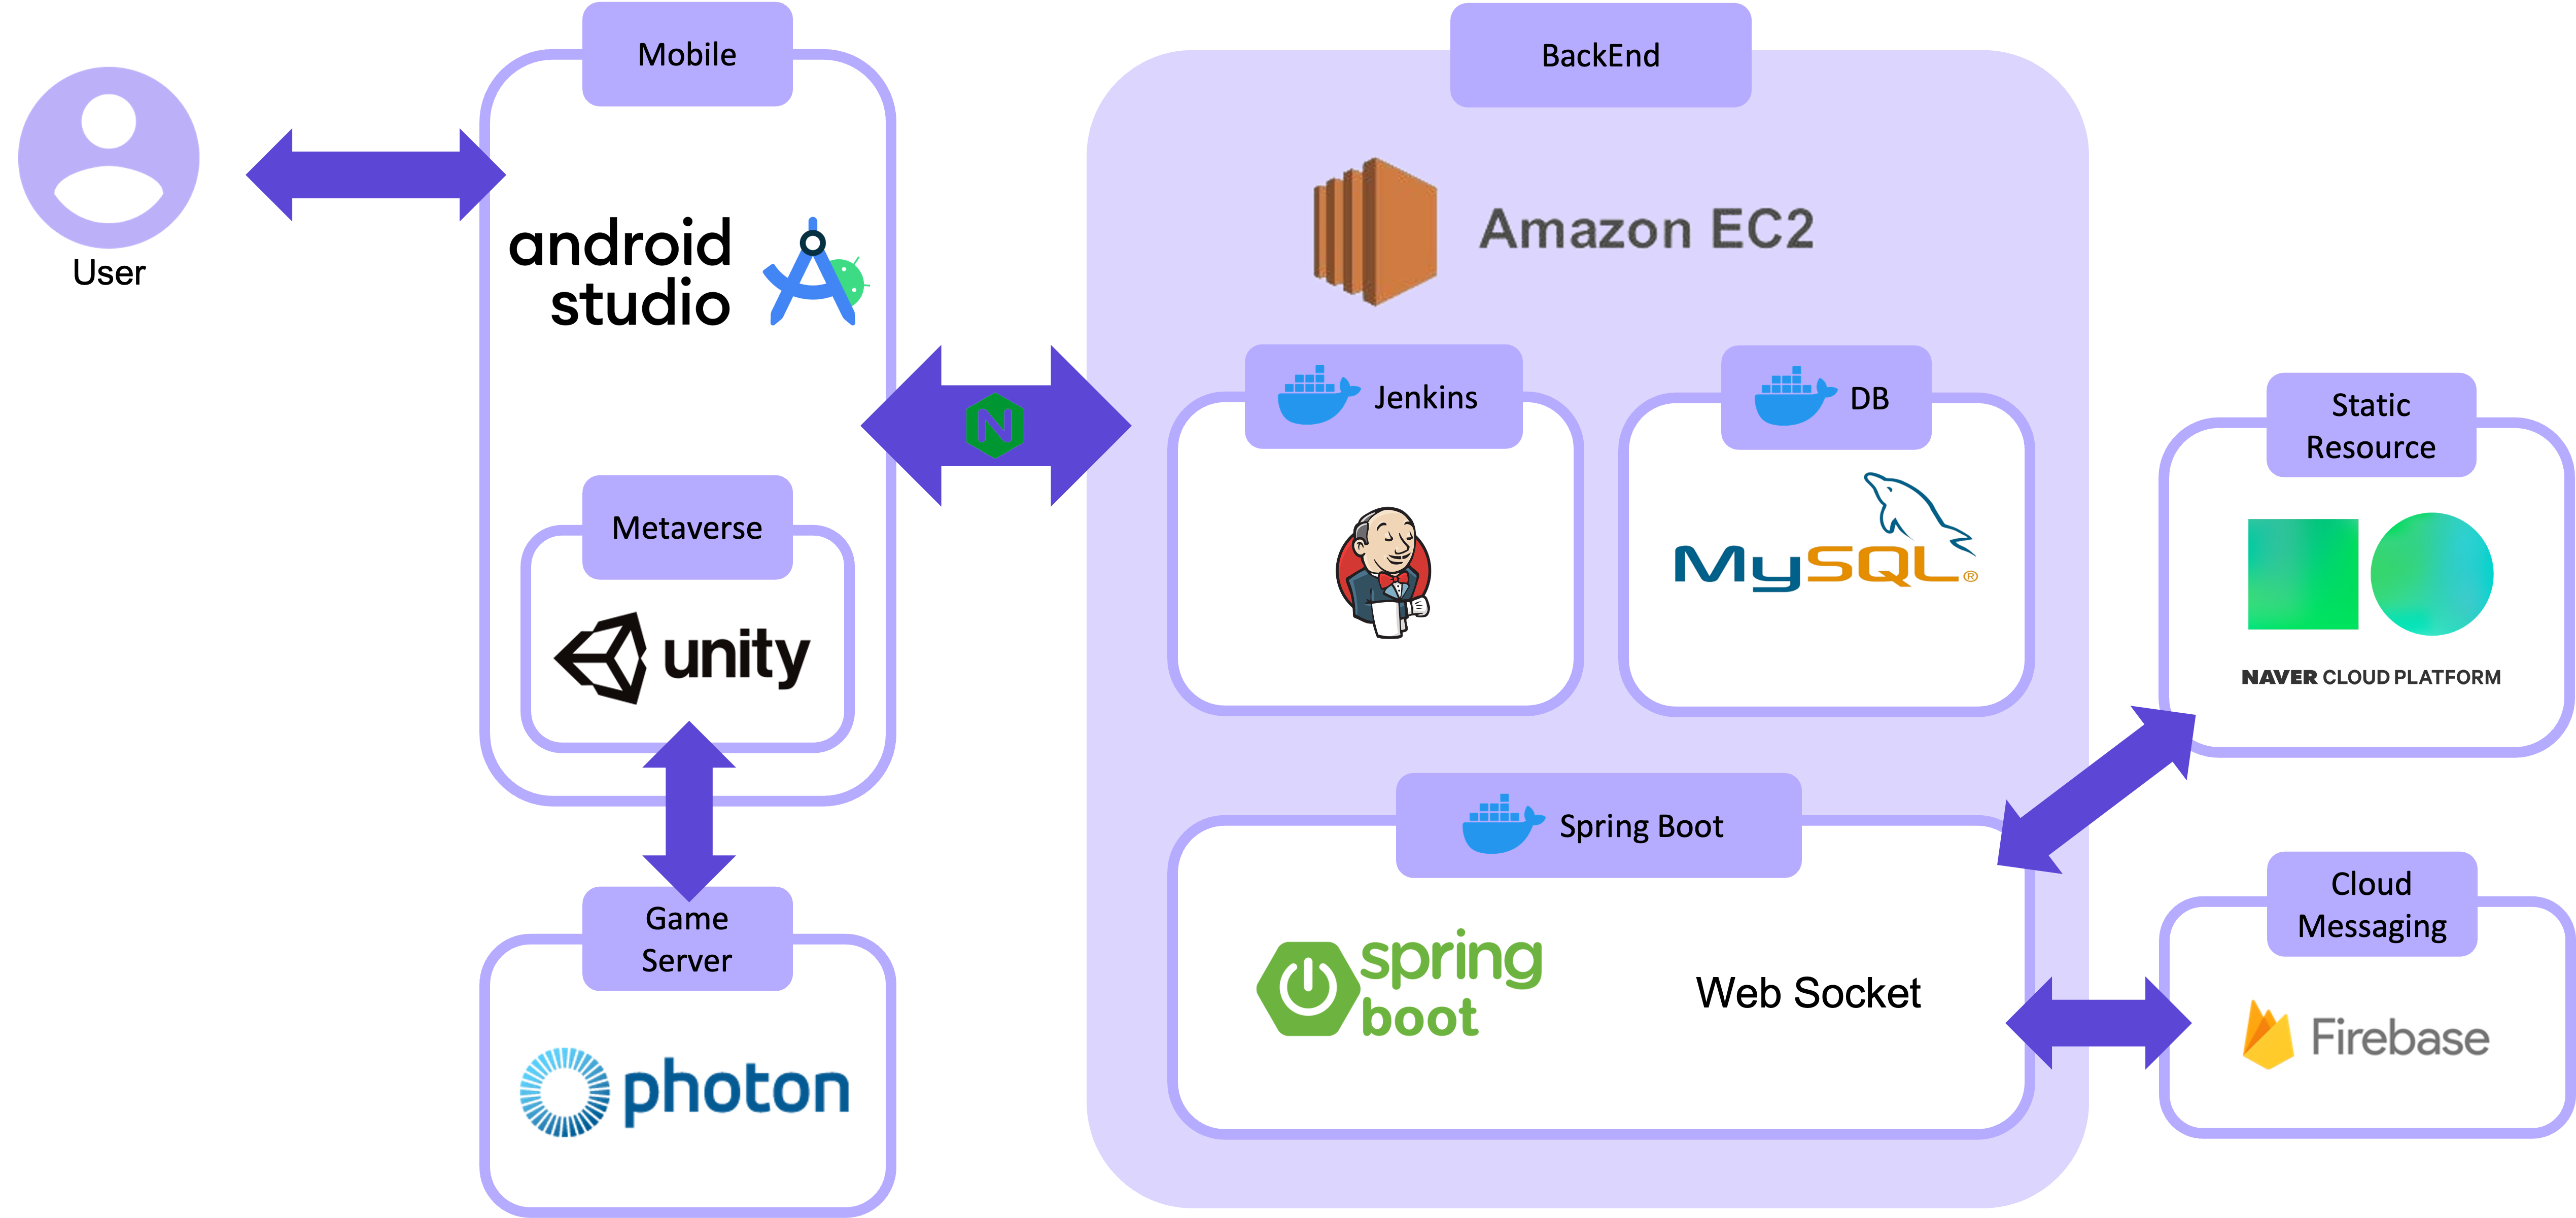 User
Mobile
android
studio
Metaverse
unity
Game
Server
photon
N
BackEnd
Amazon EC2
Jenkins
DB
MySQL®
Spring Boot
spring
boot
Web Socket
Static
Resource
NAVER CLOUD PLATFORM
Cloud
Messaging
Firebase